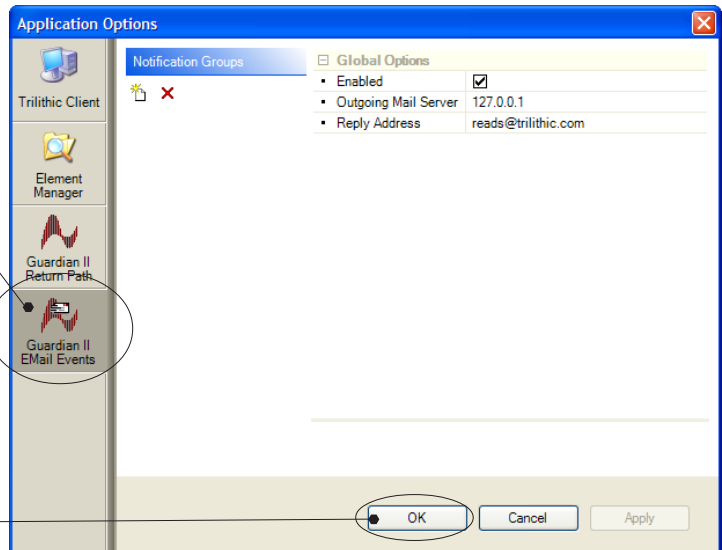 Application Options
Trilithic Client
Element
Manager
Guardian II
Return Path
Guardian II
EMail Events
Notification Groups
Global Options
Enabled
Outgoing Mail Server 127.0.0.1
Reply Address reads@trilithic.com
OK Cancel Apply